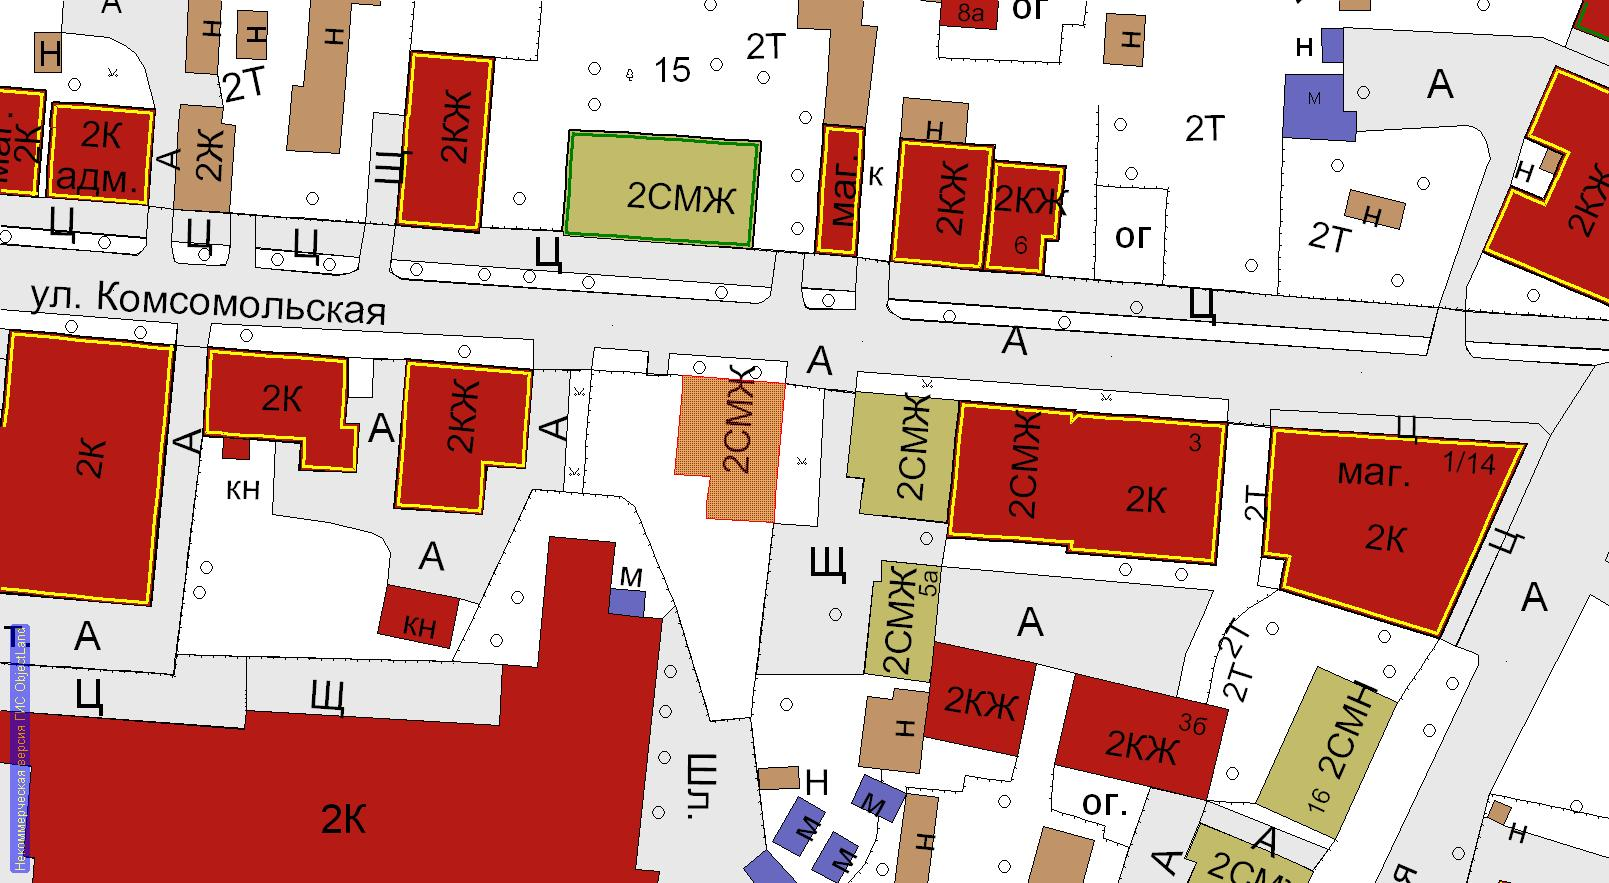 А
Н
Н
Н
Н
8а
ог
Н
Н
2Т
15
2Т
А
М
2К
2К
адм.
А
2Ж
2Т
Щ
2КЖ
2СМЖ
маг.
К
Н
2КЖ
2КЖ
6
ог
Н
2Т
Н
2КЖ
Ц
Ц
Ц
Ц
Ц
ул. Комсомольская
А
А
2К
А
2К
кн
А
2КЖ
А
2СМЖ
2СМЖ
2СМЖ
3
2К
2Т
Ц
маг.
1/14
2К
Ц
А
А
кн
М
Щ
2СМЖ
5а
А
2Т
2Т
А
Ц
Щ
2К
Шл.
Н
М
М
М
Н
Н
2КЖ
2КЖ
3б
ог.
А
А
2СМН
16
Н
Я
Некоммерческая версия ГИС ObjectLand